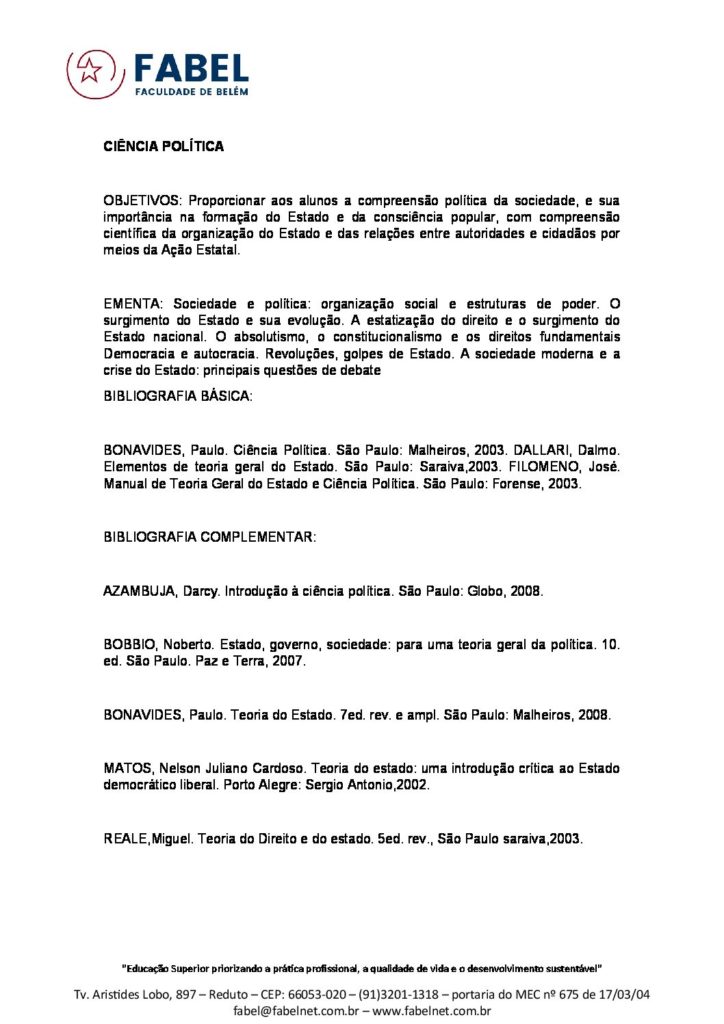 FABEL
FACULDADE DE BELÉM
CIÊNCIA POLÍTICA
OBJETIVOS: Proporcionar aos alunos a compreensão política da sociedade, e sua
importância na formação do Estado e da consciência popular, com compreensão
científica da organização do Estado e das relações entre autoridades e cidadãos por
meios da Ação Estatal.
EMENTA: Sociedade e política: organização social e estruturas de poder. O
surgimento do Estado e sua evolução. A estatização do direito e o surgimento do
Estado nacional. O absolutismo, o constitucionalismo e os direitos fundamentais
Democracia e autocracia. Revoluções, golpes de Estado. A sociedade moderna e a
crise do Estado: principais questões de debate
BIBLIOGRAFIA BÁSICA:
BONAVIDES, Paulo. Ciência Política. São Paulo: Malheiros, 2003. DALLARI, Dalmo.
Elementos de teoria geral do Estado. São Paulo: Saraiva,2003. FILOMENO, José.
Manual de Teoria Geral do Estado e Ciência Política. São Paulo: Forense, 2003.
BIBLIOGRAFIA COMPLEMENTAR:
AZAMBUJA, Darcy. Introdução à ciência política. São Paulo: Globo, 2008.
BOBBIO, Noberto. Estado, governo, sociedade: para uma teoria geral da política. 10.
ed. São Paulo. Paz e Terra, 2007.
BONAVIDES, Paulo. Teoria do Estado. 7ed. rev. e ampl. São Paulo: Malheiros, 2008.
MATOS, Nelson Juliano Cardoso. Teoria do estado: uma introdução crítica ao Estado
democrático liberal. Porto Alegre: Sergio Antonio,2002.
REALE,Miguel. Teoria do Direito e do estado. 5ed. rev., São Paulo saraiva,2003.
"Educação Superior priorizando a prática profissional, a qualidade de vida e o desenvolvimento sustentável"
Tv. Aristides Lobo, 897 – Reduto – CEP: 66053-020 – (91)3201-1318 – portaria do MEC nº 675 de 17/03/04
fabel@fabelnet.com.br – www.fabelnet.com.br